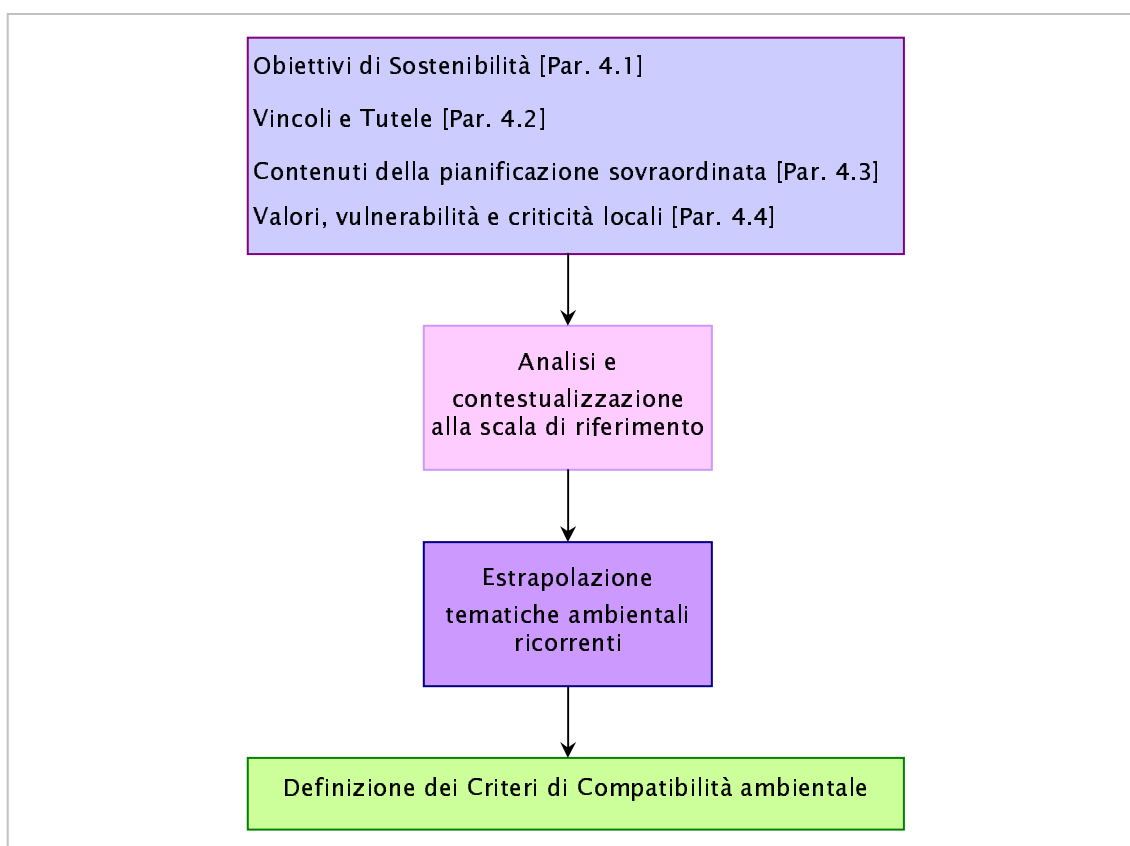 Obiettivi di Sostenibilità [Par. 4.1]
Vincoli e Tutele [Par. 4.2]
Contenuti della pianificazione sovraordinata [Par. 4.3]
Valori, vulnerabilità e criticità locali [Par. 4.4]
Analisi e
contestualizzazione
alla scala di riferimento
Estrapolazione
tematiche ambientali
ricorrenti
Definizione dei Criteri di Compatibilità ambientale